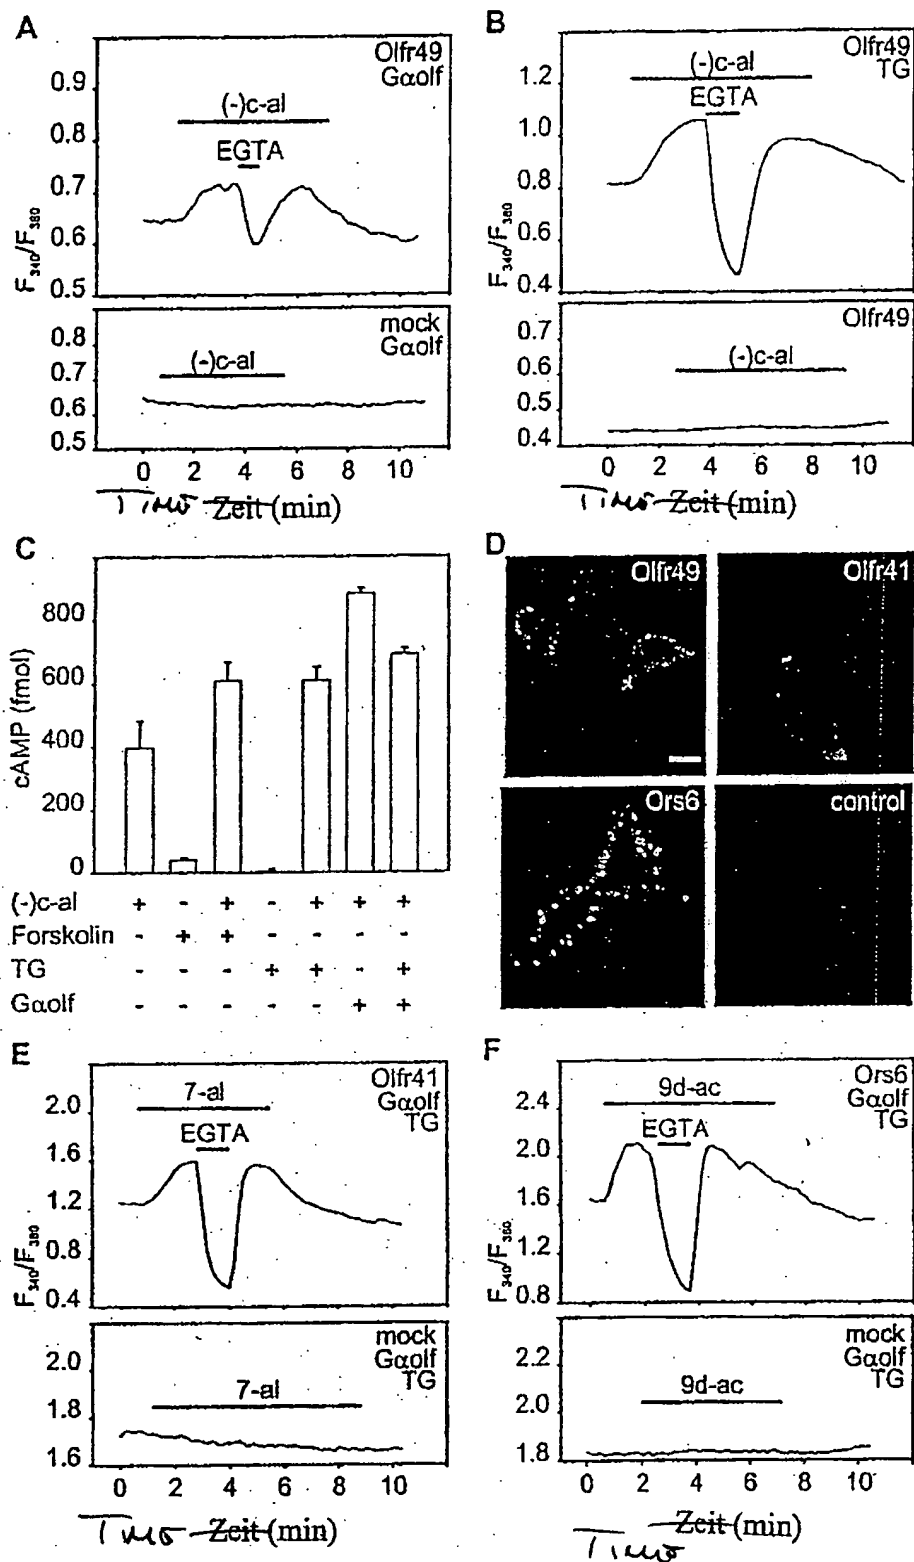 A
Olfr49
Gαolf
(-)c-al
EGTA
0.9
0.8
0.7
0.6
0.5
F340/F380
mock
Gαolf
(-)c-al
0.8
0.7
0.6
0.5
0 2 4 6 8 10
Time Zeit (min)
B
Olfr49
TG
(-)c-al
EGTA
1.2
1.0
0.8
0.6
0.4
F340/F380
Olfr49
(-)c-al
0.7
0.6
0.5
0.4
0 2 4 6 8 10
Time Zeit (min)
C
800
600
400
200
0
cAMP (fmol)
(-)c-al + - + - + + +
Forskolin - + + - - - -
TG - - - + + - +
Gαolf - - - - - + +
D
Olfr49
Olfr41
Ors6
control
E
Olfr41
Gαolf
TG
7-al
EGTA
2.0
1.6
1.2
0.8
0.4
F340/F380
mock
Gαolf
TG
7-al
2.0
1.8
1.6
0 2 4 6 8 10
Time Zeit (min)
F
Ors6
Gαolf
TG
9d-ac
EGTA
2.4
2.0
1.6
1.2
0.8
F340/F380
mock
Gαolf
TG
9d-ac
2.2
2.0
1.8
0 2 4 6 8 10
Zeit (min)
Time